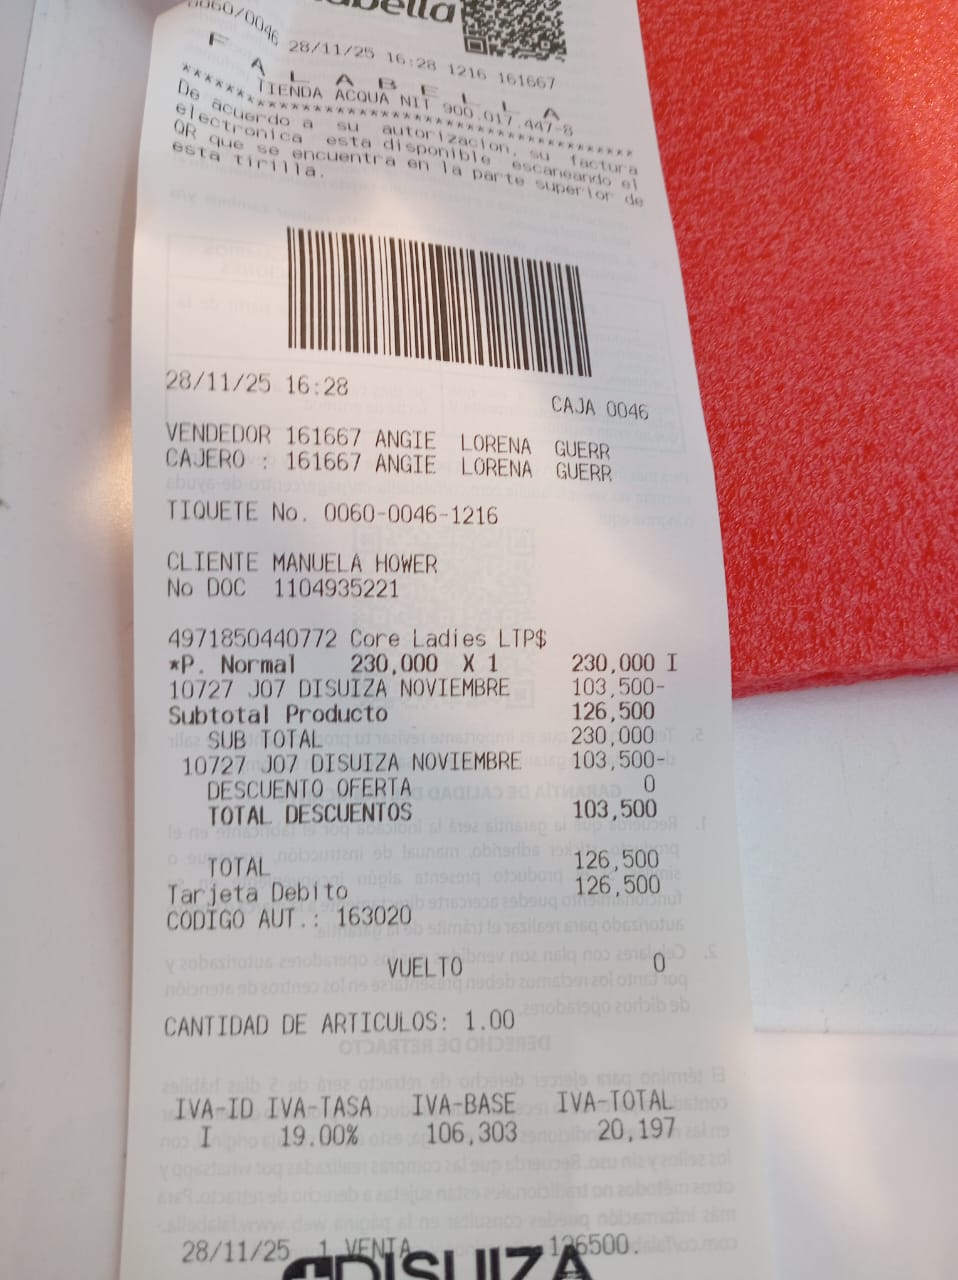 0060/0046 28/11/25 16:28 1216 161667
F A L A B E L L A
TIENDA ACQUA NIT 900.017.447-8
**************************************
De acuerdo a su autorizacion, su factura
electronica esta disponible escaneando el
QR que se encuentra en la parte superior de
esta tirilla.
28/11/25 16:28
CAJA 0046
VENDEDOR 161667 ANGIE LORENA GUERR
CAJERO : 161667 ANGIE LORENA GUERR
TIQUETE No. 0060-0046-1216
CLIENTE MANUELA HOWER
No DOC 1104935221
4971850440772 Core Ladies LTP$
*P. Normal 230,000 X 1 230,000 I
10727 J07 DISUIZA NOVIEMBRE 103,500-
Subtotal Producto 126,500
SUB TOTAL 230,000
10727 J07 DISUIZA NOVIEMBRE 103,500-
DESCUENTO OFERTA 0
TOTAL DESCUENTOS 103,500
TOTAL 126,500
Tarjeta Debito 126,500
CODIGO AUT.: 163020
VUELTO 0
CANTIDAD DE ARTICULOS: 1.00
IVA-ID IVA-TASA IVA-BASE IVA-TOTAL
I 19.00% 106,303 20,197
28/11/25 1 VENTA 126500.
DISUIZA